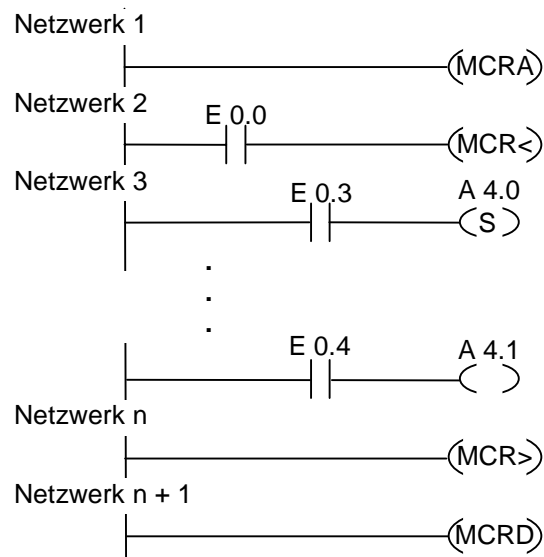 Netzwerk 1
(MCRA)
Netzwerk 2
E 0.0
(MCR<)
Netzwerk 3
E 0.3
A 4.0
(S)
.
.
.
E 0.4
A 4.1
( )
Netzwerk n
(MCR>)
Netzwerk n + 1
(MCRD)